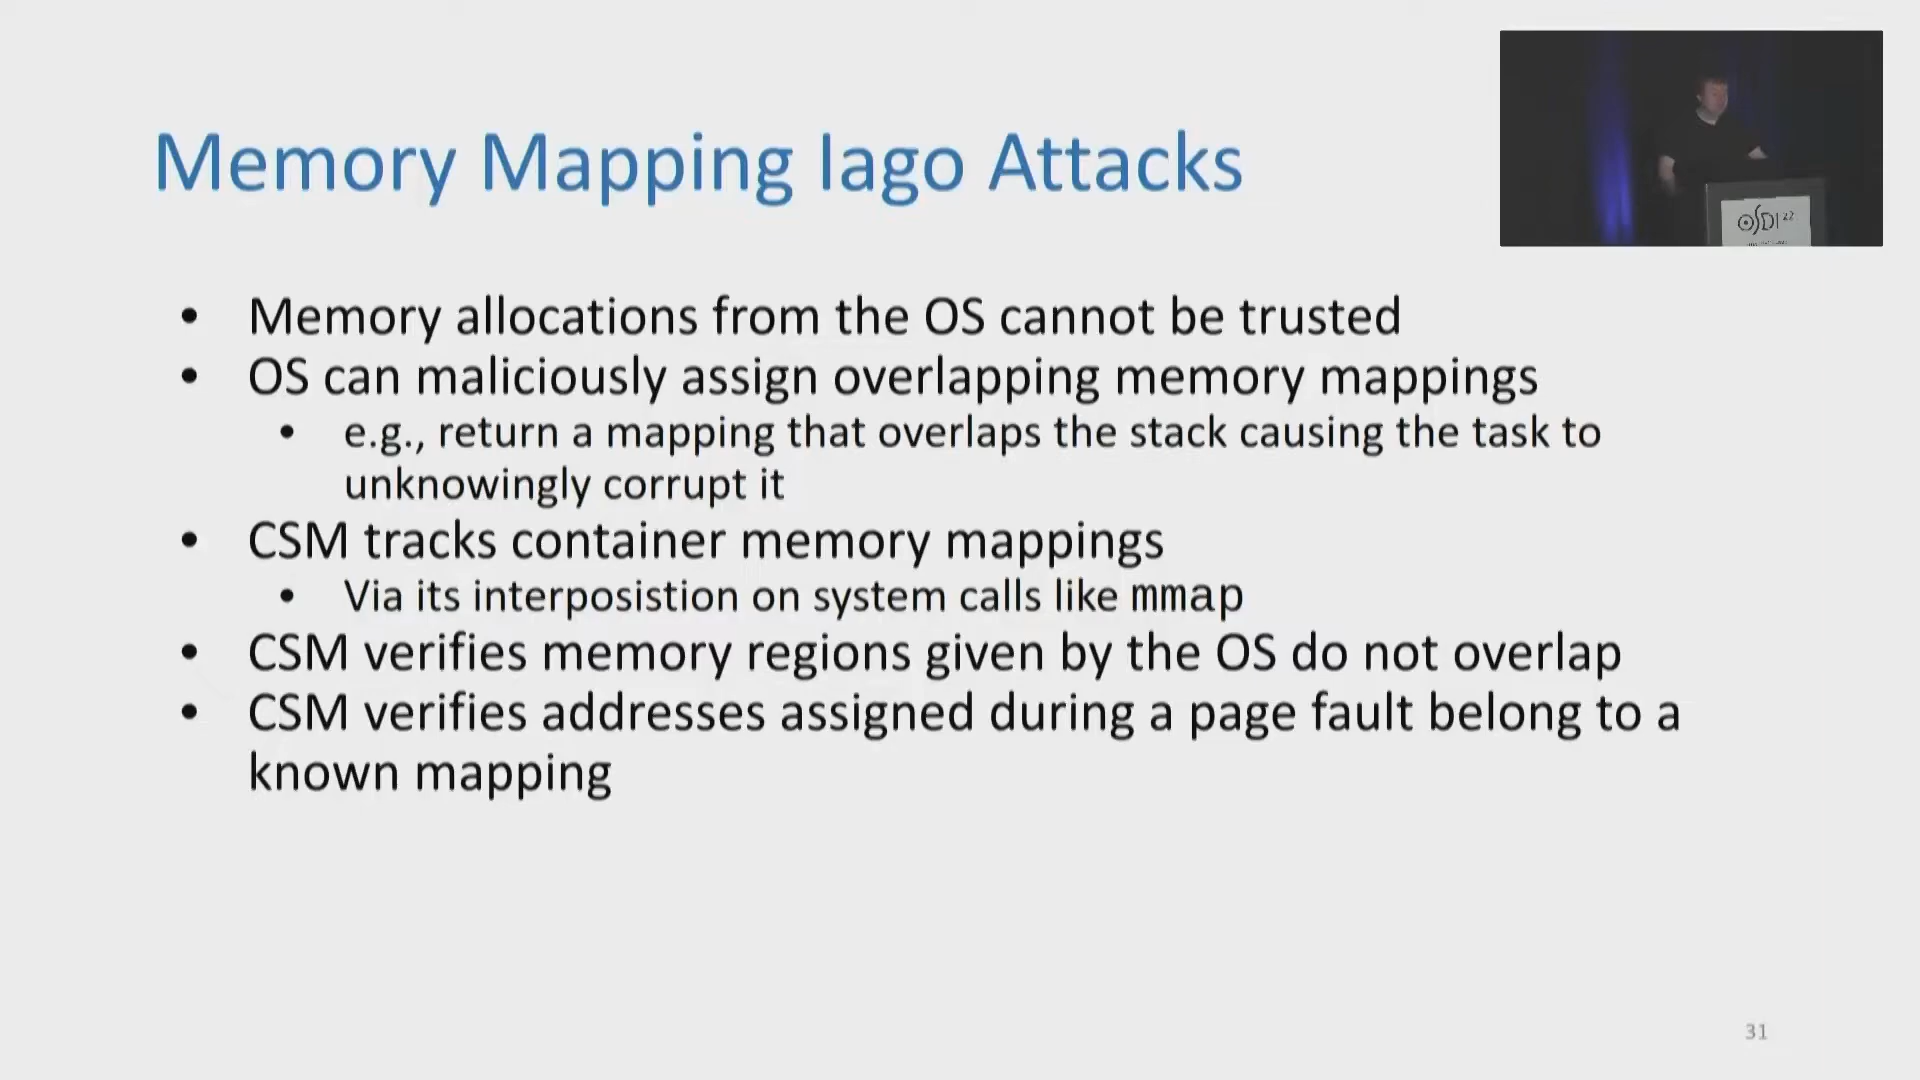 Memory Mapping Iago Attacks
OSDI 22
• Memory allocations from the OS cannot be trusted
• OS can maliciously assign overlapping memory mappings
• e.g., return a mapping that overlaps the stack causing the task to
unknowingly corrupt it
• CSM tracks container memory mappings
• Via its interposistion on system calls like mmap
• CSM verifies memory regions given by the OS do not overlap
• CSM verifies addresses assigned during a page fault belong to a
known mapping
31